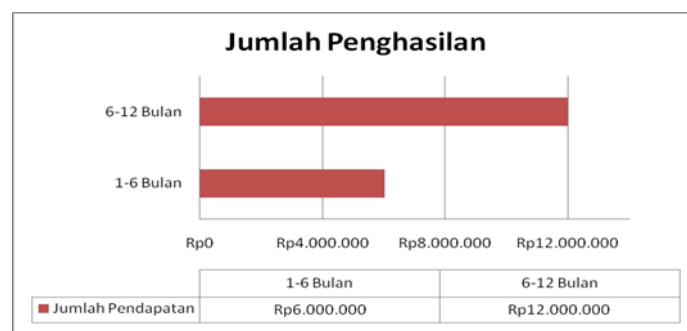 Jumlah Penghasilan
6-12 Bulan
1-6 Bulan
Rp0 Rp4.000.000 Rp8.000.000 Rp12.000.000
1-6 Bulan 6-12 Bulan
Jumlah Pendapatan Rp6.000.000 Rp12.000.000